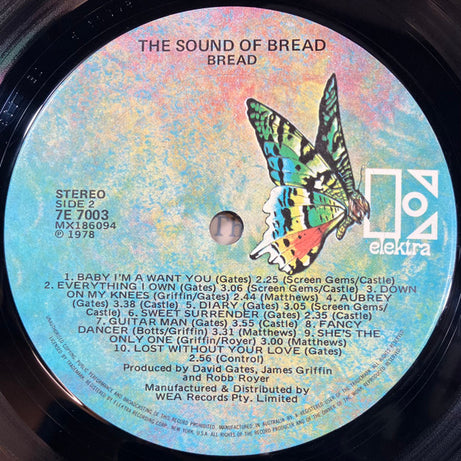 THE SOUND OF BREAD
BREAD
STEREO
SIDE 2
7E 7003
MX186094
℗ 1978
elektra
1. BABY I'M A WANT YOU (Gates) 2.25 (Screen Gems/Castle)
2. EVERYTHING I OWN (Gates) 3.06 (Screen Gems/Castle) 3. DOWN
ON MY KNEES (Griffin/Gates) 2.44 (Matthews) 4. AUBREY
(Gates) 3.38 (Castle) 5. DIARY (Gates) 3.05 (Screen Gems/
Castle) 6. SWEET SURRENDER (Gates) 2.35 (Castle)
7. GUITAR MAN (Gates) 3.55 (Castle) 8. FANCY
DANCER (Botts/Griffin) 3.31 (Matthews) 9. SHE'S THE
ONLY ONE (Griffin/Royer) 3.00 (Matthews)
10. LOST WITHOUT YOUR LOVE (Gates)
2.56 (Control)
Produced by David Gates, James Griffin
and Robb Royer
Manufactured & Distributed by
WEA Records Pty. Limited